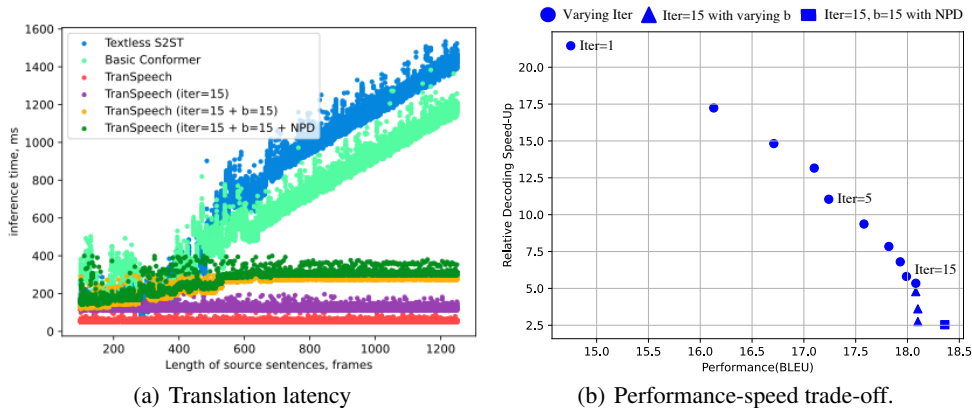 1600
1400
1200
1000
800
600
400
200
0
inference time, ms
Textless S2ST
Basic Conformer
TranSpeech
TranSpeech (iter=15)
TranSpeech (iter=15 + b=15)
TranSpeech (iter=15 + b=15 + NPD
200 400 600 800 1000 1200
Length of source sentences, frames
(a) Translation latency
Varying Iter Iter=15 with varying b Iter=15, b=15 with NPD
Relative Decoding Speed-Up
20.0
17.5
15.0
12.5
10.0
7.5
5.0
2.5
Iter=1
Iter=5
Iter=15
15.0 15.5 16.0 16.5 17.0 17.5 18.0 18.5
Performance(BLEU)
(b) Performance-speed trade-off.